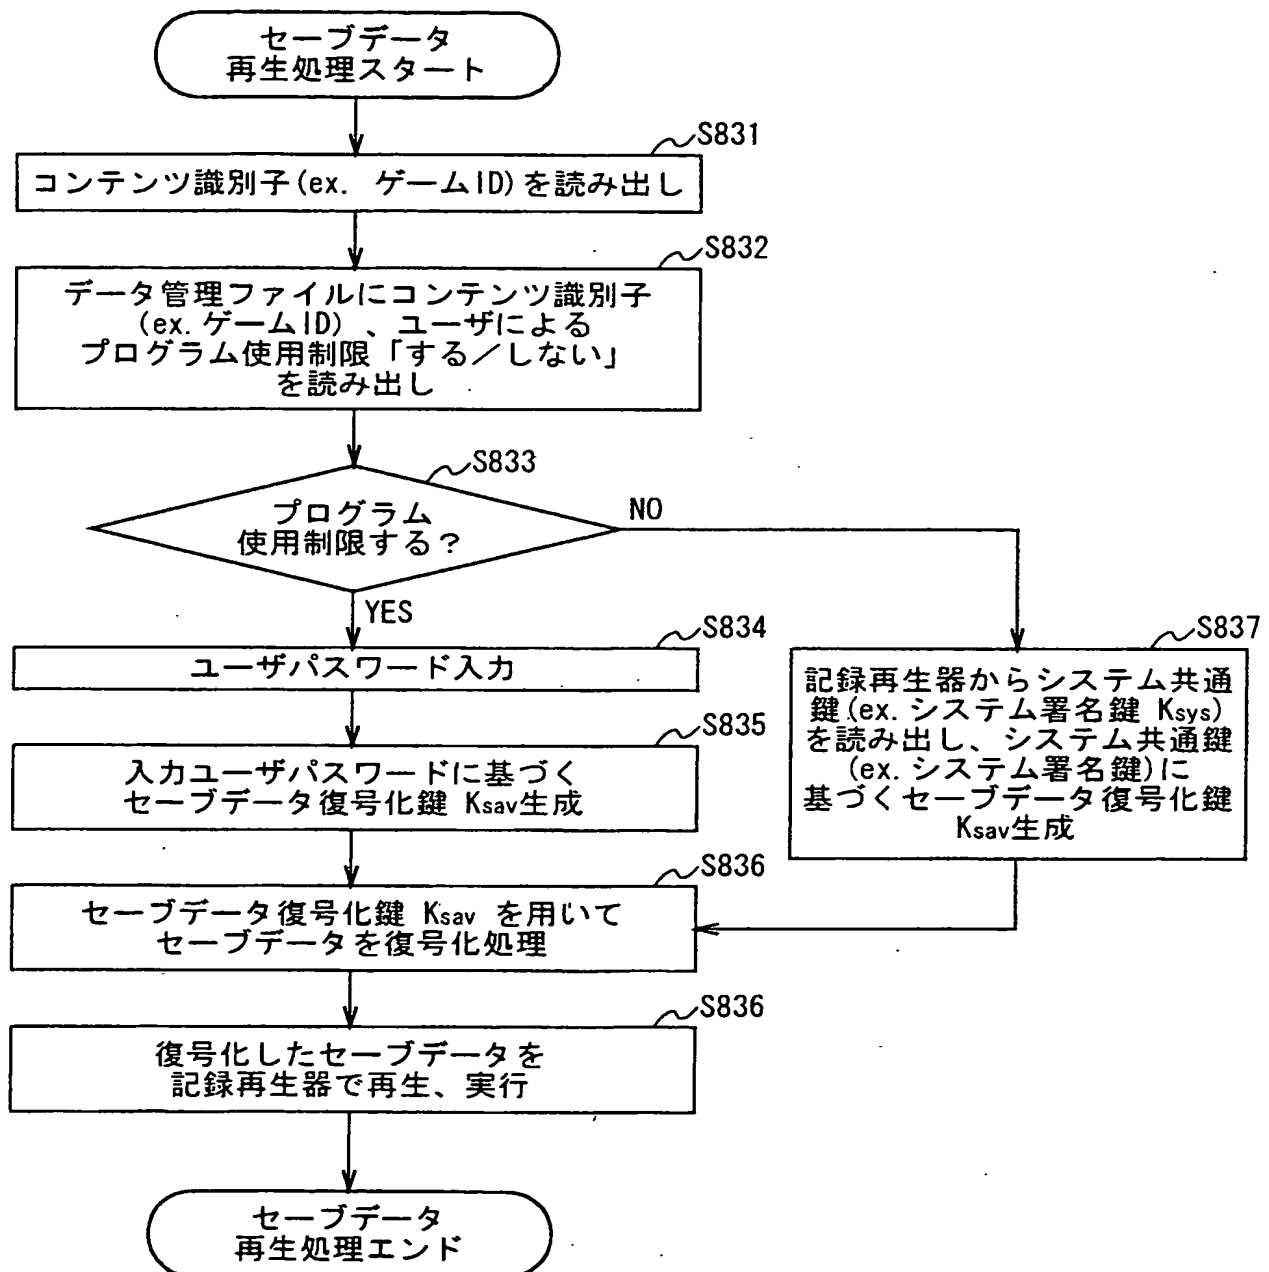 セーブデータ
再生処理スタート
S831
コンテンツ識別子(ex. ゲームID)を読み出し
S832
データ管理ファイルにコンテンツ識別子
(ex.ゲームID)、ユーザによる
プログラム使用制限「する/しない」
を読み出し
S833
プログラム
使用制限する?
NO
YES
S834
ユーザパスワード入力
S835
入力ユーザパスワードに基づく
セーブデータ復号化鍵 Ksav生成
S837
記録再生器からシステム共通
鍵(ex.システム署名鍵 Ksys)
を読み出し、システム共通鍵
(ex.システム署名鍵)に
基づくセーブデータ復号化鍵
Ksav生成
S836
セーブデータ復号化鍵 Ksav を用いて
セーブデータを復号化処理
S836
復号化したセーブデータを
記録再生器で再生、実行
セーブデータ
再生処理エンド